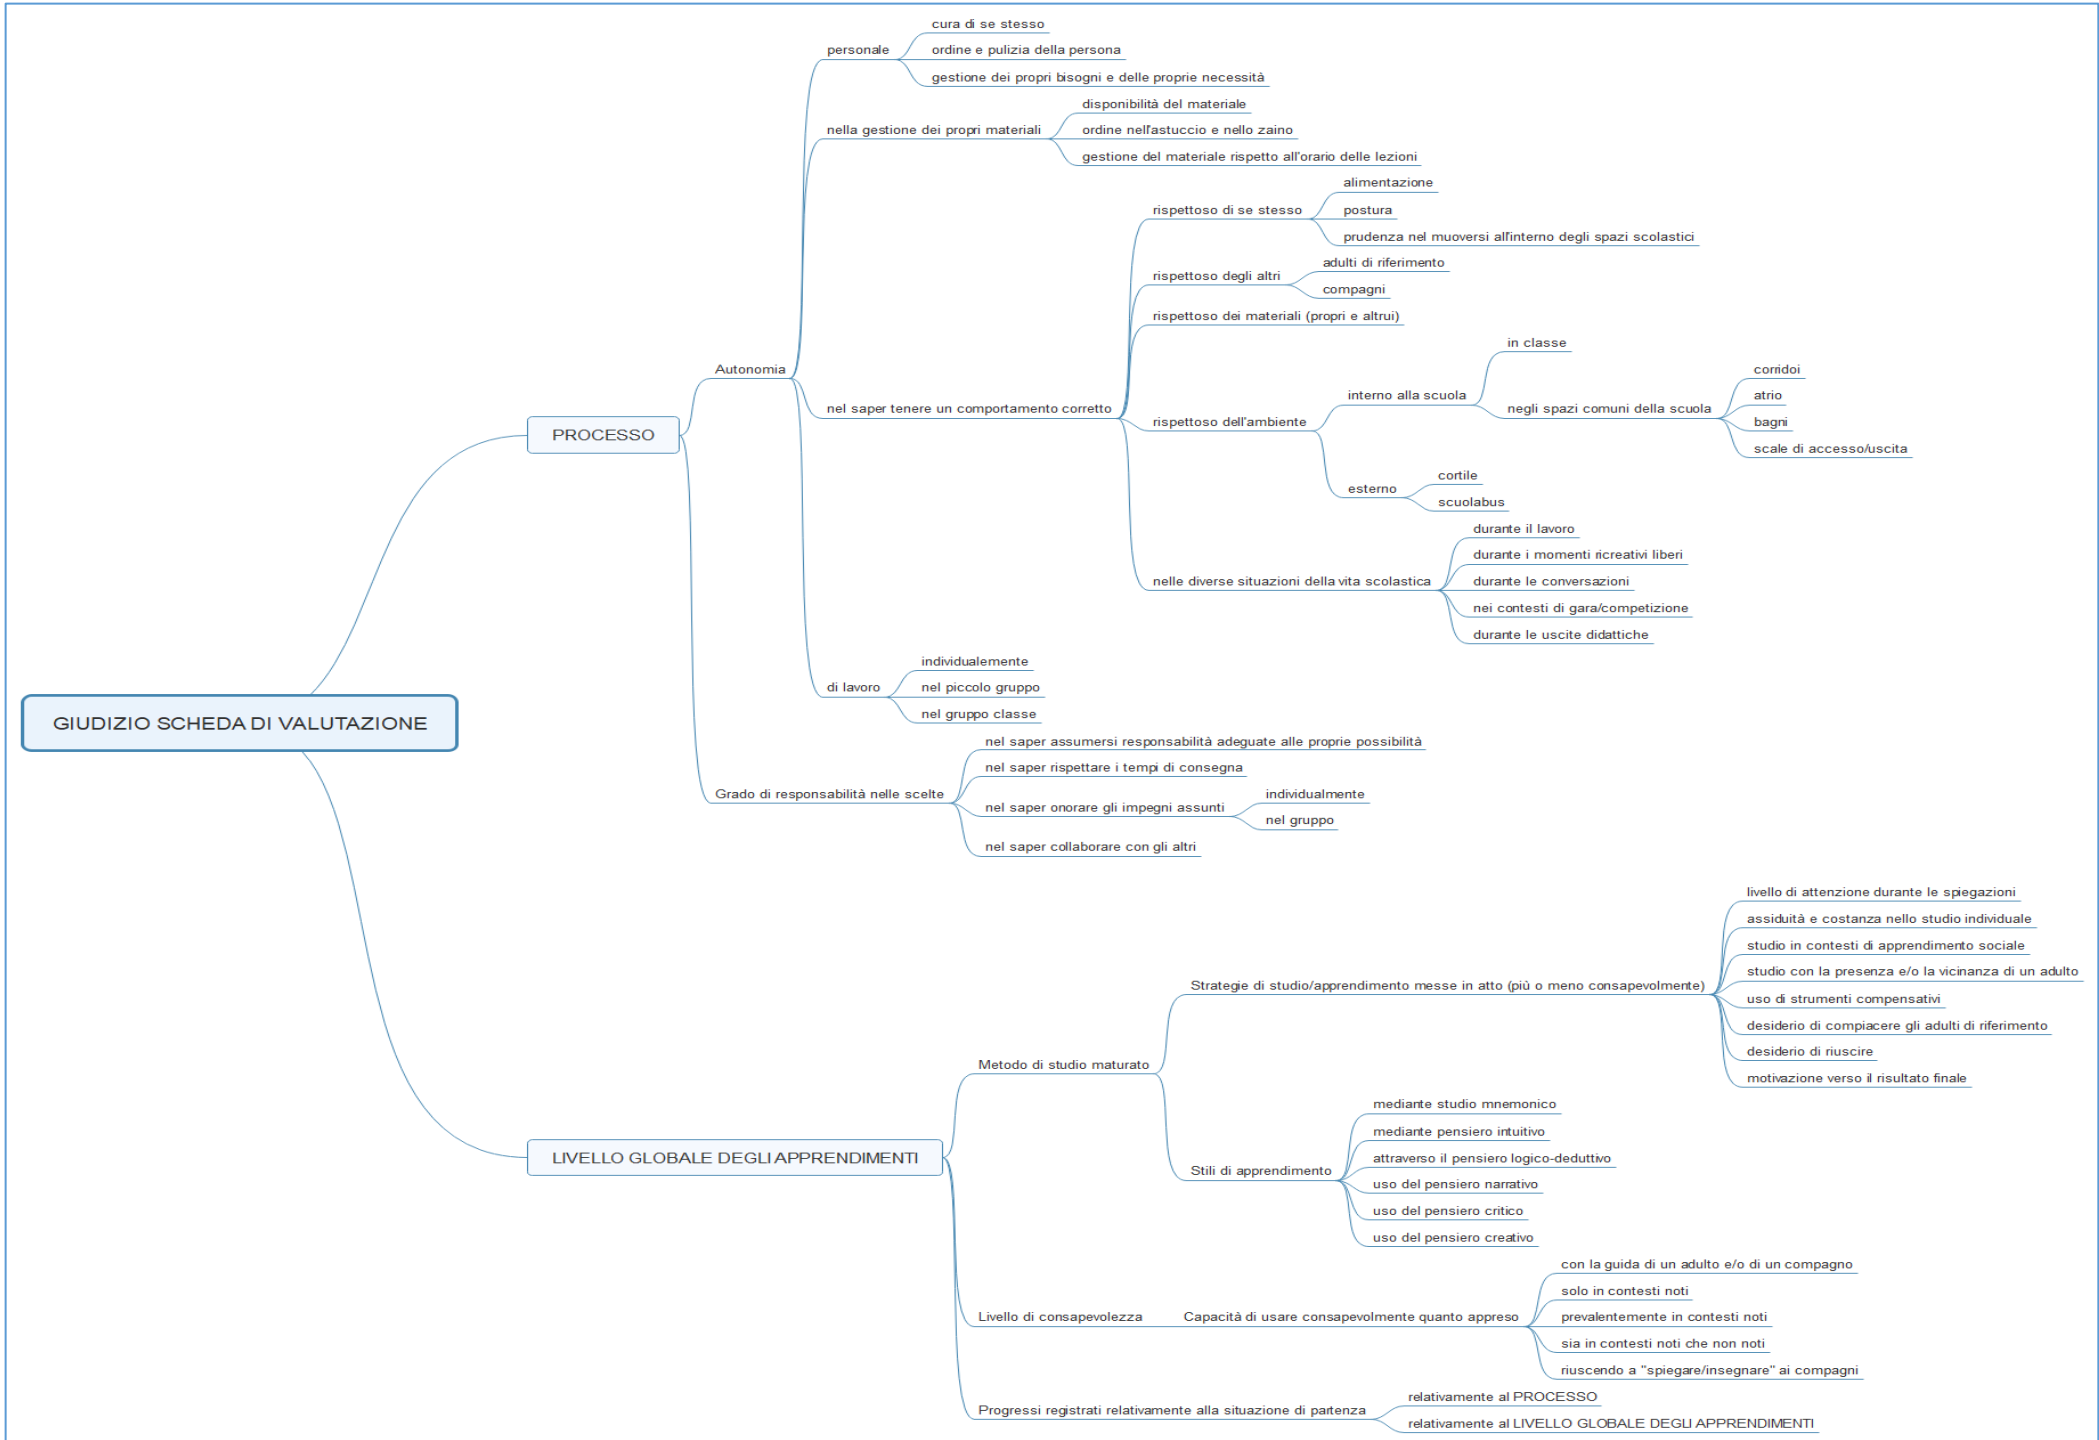 GIUDIZIO SCHEDA DI VALUTAZIONE
PROCESSO
Autonomia
personale
cura di se stesso
ordine e pulizia della persona
gestione dei propri bisogni e delle proprie necessità
nella gestione dei propri materiali
disponibilità del materiale
ordine nell'astuccio e nello zaino
gestione del materiale rispetto all'orario delle lezioni
nel saper tenere un comportamento corretto
rispettoso di se stesso
alimentazione
postura
prudenza nel muoversi all'interno degli spazi scolastici
rispettoso degli altri
adulti di riferimento
compagni
rispettoso dei materiali (propri e altrui)
rispettoso dell'ambiente
interno alla scuola
in classe
negli spazi comuni della scuola
corridoi
atrio
bagni
scale di accesso/uscita
esterno
cortile
scuolabus
nelle diverse situazioni della vita scolastica
durante il lavoro
durante i momenti ricreativi liberi
durante le conversazioni
nei contesti di gara/competizione
durante le uscite didattiche
di lavoro
individualemente
nel piccolo gruppo
nel gruppo classe
Grado di responsabilità nelle scelte
nel saper assumersi responsabilità adeguate alle proprie possibilità
nel saper rispettare i tempi di consegna
nel saper onorare gli impegni assunti
individualmente
nel gruppo
nel saper collaborare con gli altri
LIVELLO GLOBALE DEGLI APPRENDIMENTI
Metodo di studio maturato
Strategie di studio/apprendimento messe in atto (più o meno consapevolmente)
livello di attenzione durante le spiegazioni
assiduità e costanza nello studio individuale
studio in contesti di apprendimento sociale
studio con la presenza e/o la vicinanza di un adulto
uso di strumenti compensativi
desiderio di compiacere gli adulti di riferimento
desiderio di riuscire
motivazione verso il risultato finale
Stili di apprendimento
mediante studio mnemonico
mediante pensiero intuitivo
attraverso il pensiero logico-deduttivo
uso del pensiero narrativo
uso del pensiero critico
uso del pensiero creativo
Livello di consapevolezza
Capacità di usare consapevolmente quanto appreso
con la guida di un adulto e/o di un compagno
solo in contesti noti
prevalentemente in contesti noti
sia in contesti noti che non noti
riuscendo a "spiegare/insegnare" ai compagni
Progressi registrati relativamente alla situazione di partenza
relativamente al PROCESSO
relativamente al LIVELLO GLOBALE DEGLI APPRENDIMENTI